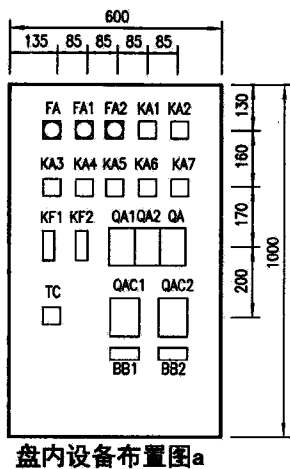 600
135 85 85 85 85
FA FA1 FA2 KA1 KA2
130
KA3 KA4 KA5 KA6 KA7
160
KF1 KF2 QA1 QA2 QA
170
1000
TC QAC1 QAC2
200
BB1 BB2
盘内设备布置图a